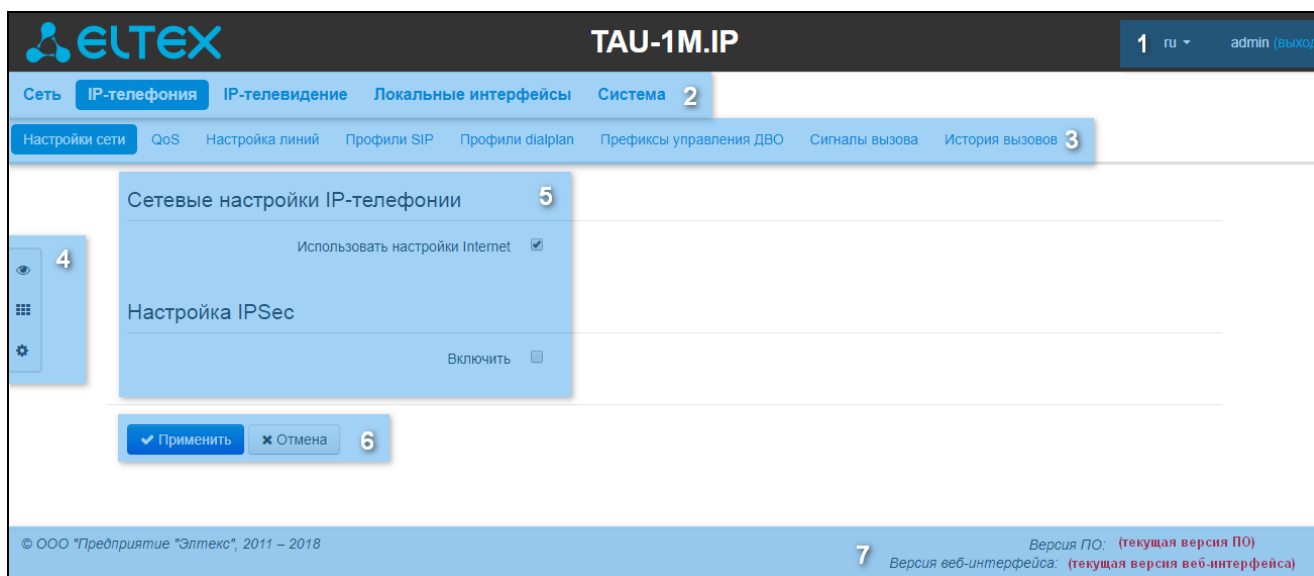 ELTEX
TAU-1M.IP
1 ru admin (выход
Сеть IP-телефония IP-телевидение Локальные интерфейсы Система 2
Настройки сети QoS Настройка линий Профили SIP Профили dialplan Префиксы управления ДВО Сигналы вызова История вызовов 3
Сетевые настройки IP-телефонии 5
Использовать настройки Internet
4
Настройка IPSec
Включить
Применить Отмена 6
© ООО "Предприятие "Элтекс", 2011 – 2018
7
Версия ПО: (текущая версия ПО)
Версия веб-интерфейса: (текущая версия веб-интерфейса)